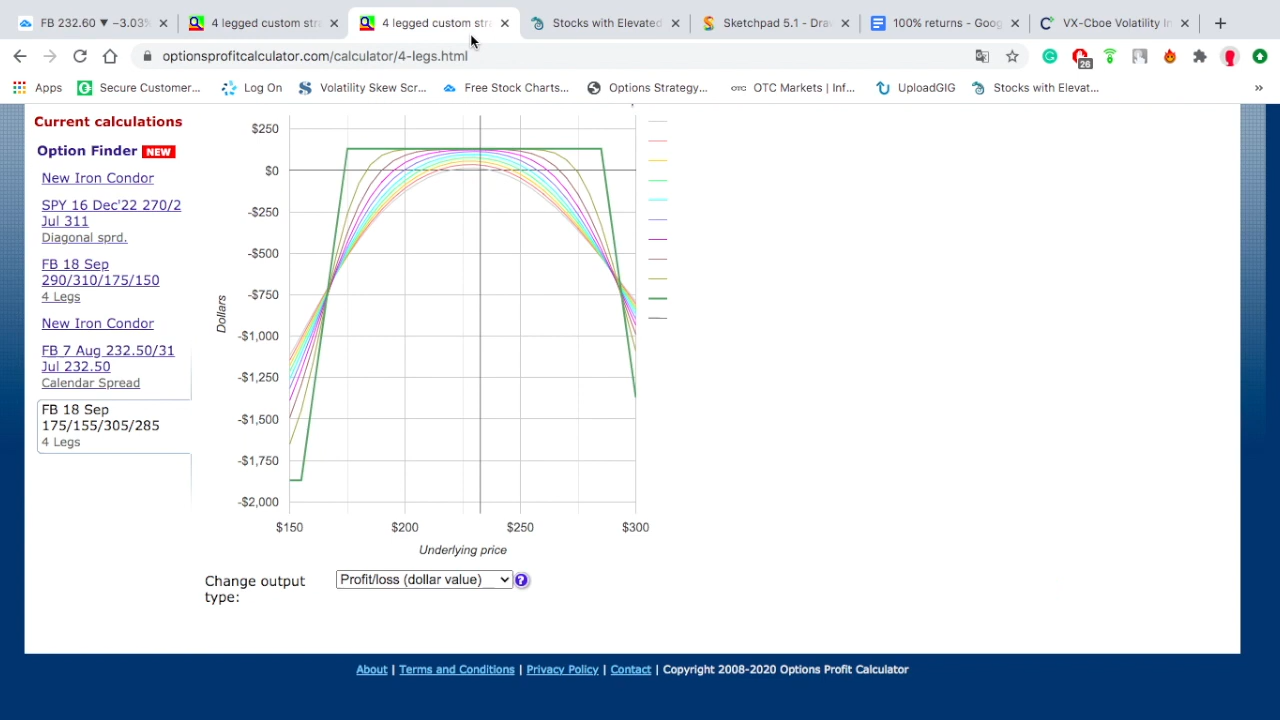 FB 232.60 ▼ −3.03%
4 legged custom stra
4 legged custom stra
Stocks with Elevated
Sketchpad 5.1 - Draw
100% returns - Goog
VX-Cboe Volatility In
optionsprofitcalculator.com/calculator/4-legs.html
26
Apps
Secure Customer...
Log On
Volatility Skew Scr...
Free Stock Charts...
Options Strategy...
OTC Markets | Inf...
UploadGIG
Stocks with Elevat...
»
Current calculations
Option Finder NEW
New Iron Condor
SPY 16 Dec'22 270/2
Jul 311
Diagonal sprd.
FB 18 Sep
290/310/175/150
4 Legs
New Iron Condor
FB 7 Aug 232.50/31
Jul 232.50
Calendar Spread
FB 18 Sep
175/155/305/285
4 Legs
$250
$0
-$250
-$500
-$750
-$1,000
-$1,250
-$1,500
-$1,750
-$2,000
Dollars
$150
$200
$250
$300
Underlying price
Change output
type:
Profit/loss (dollar value)
?
About | Terms and Conditions | Privacy Policy | Contact | Copyright 2008-2020 Options Profit Calculator